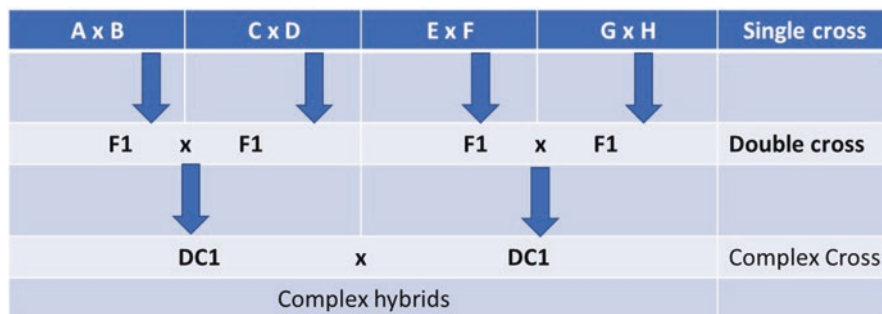 A x B C x D E x F G x H Single cross
F1 x F1 F1 x F1 Double cross
DC1 x DC1 Complex Cross
Complex hybrids